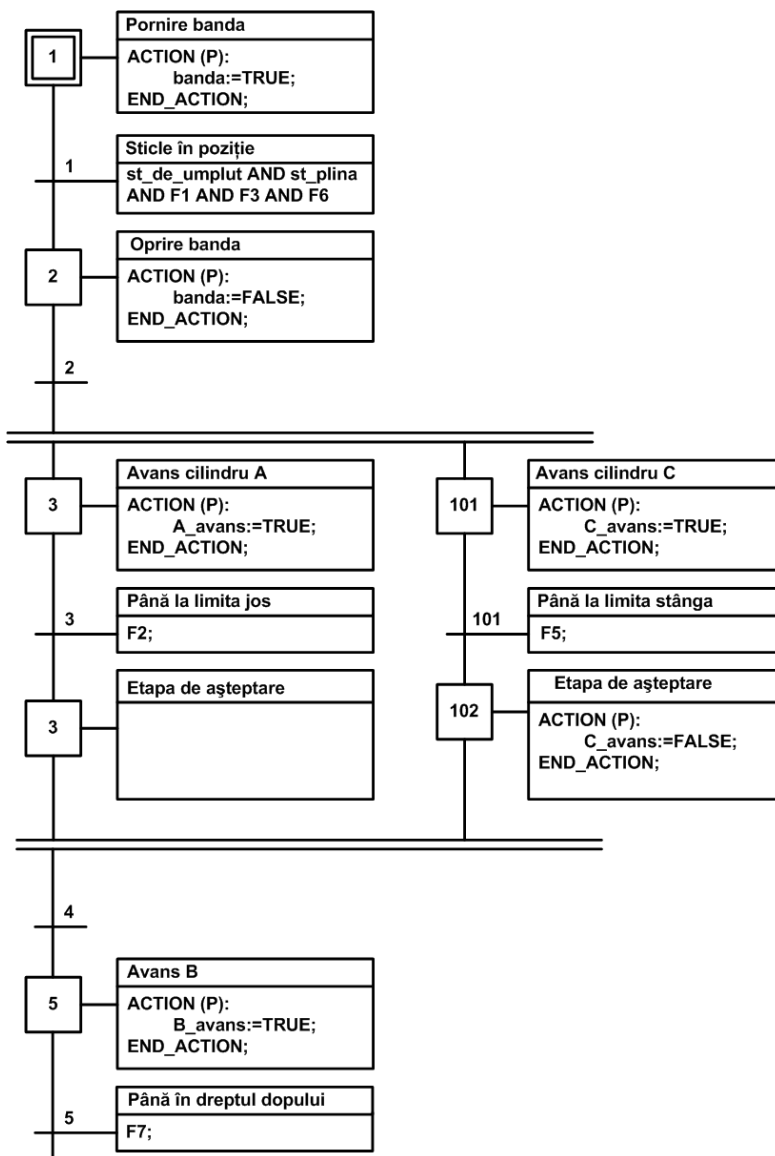 Pornire banda
1
ACTION (P):
banda:=TRUE;
END_ACTION;
1
Sticle în poziție
st_de_umplut AND st_plina
AND F1 AND F3 AND F6
2
Oprire banda
ACTION (P):
banda:=FALSE;
END_ACTION;
2
3
Avans cilindru A
ACTION (P):
A_avans:=TRUE;
END_ACTION;
101
Avans cilindru C
ACTION (P):
C_avans:=TRUE;
END_ACTION;
3
Până la limita jos
F2;
101
Până la limita stânga
F5;
3
Etapa de aşteptare
102
Etapa de aşteptare
ACTION (P):
C_avans:=FALSE;
END_ACTION;
4
5
Avans B
ACTION (P):
B_avans:=TRUE;
END_ACTION;
5
Până în dreptul dopului
F7;